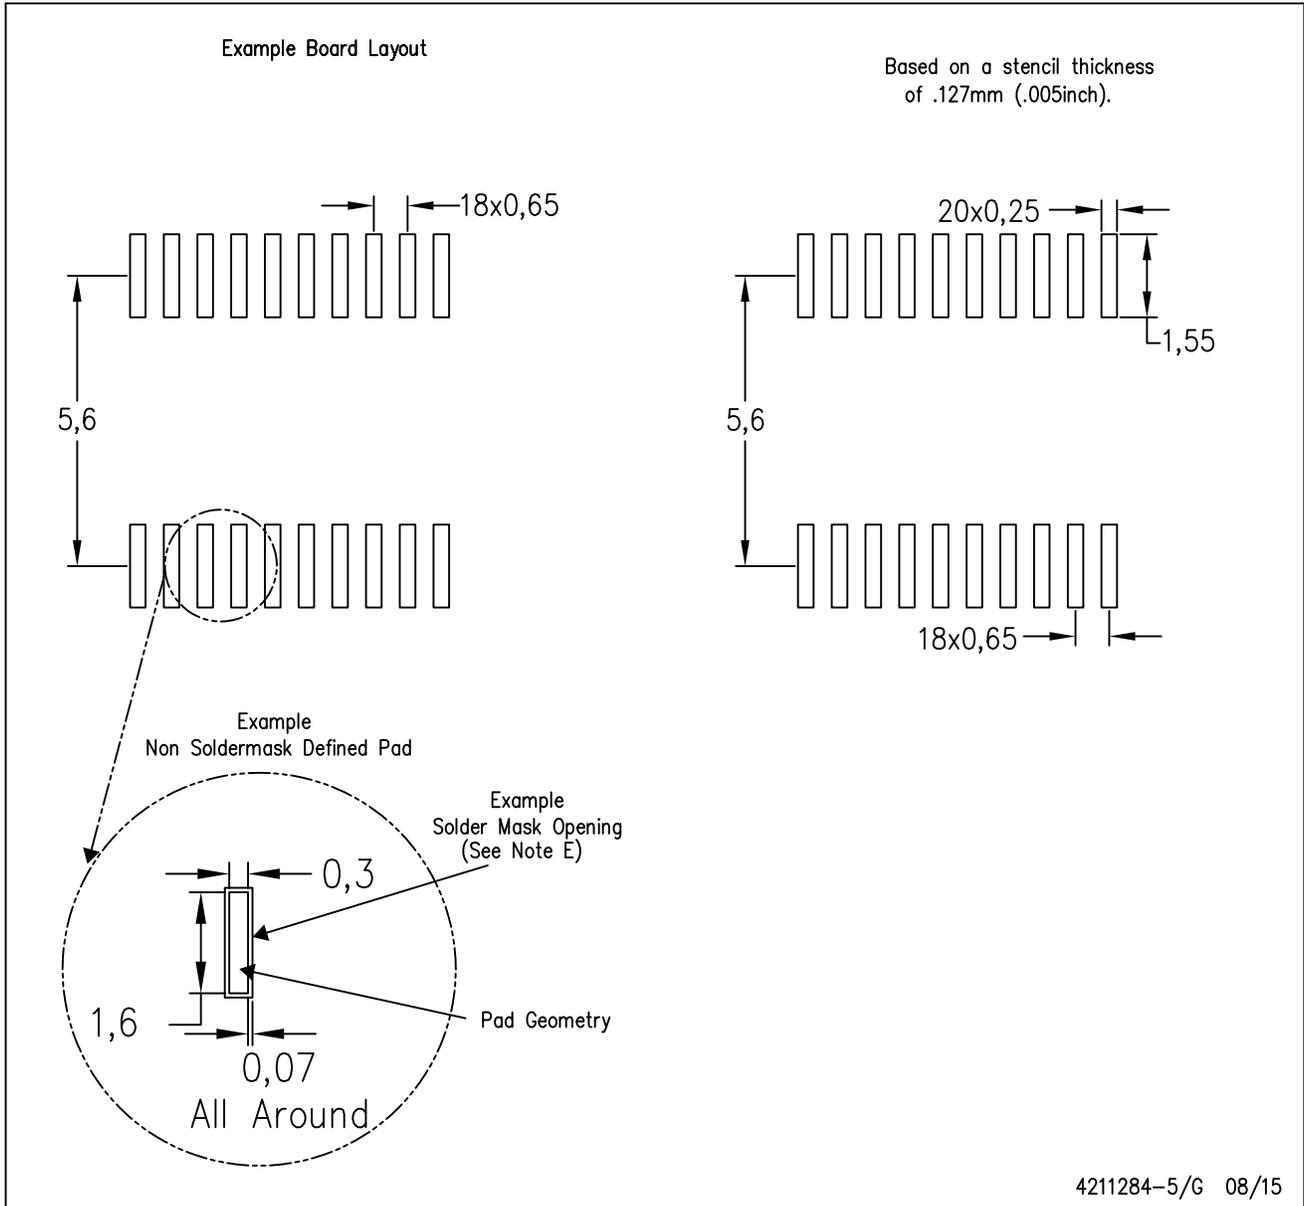 Example Board Layout
Based on a stencil thickness
of .127mm (.005inch).
18x0,65
5,6
20x0,25
1,55
5,6
18x0,65
Example
Non Soldermask Defined Pad
Example
Solder Mask Opening
(See Note E)
0,3
1,6
0,07
All Around
Pad Geometry
4211284-5/G 08/15